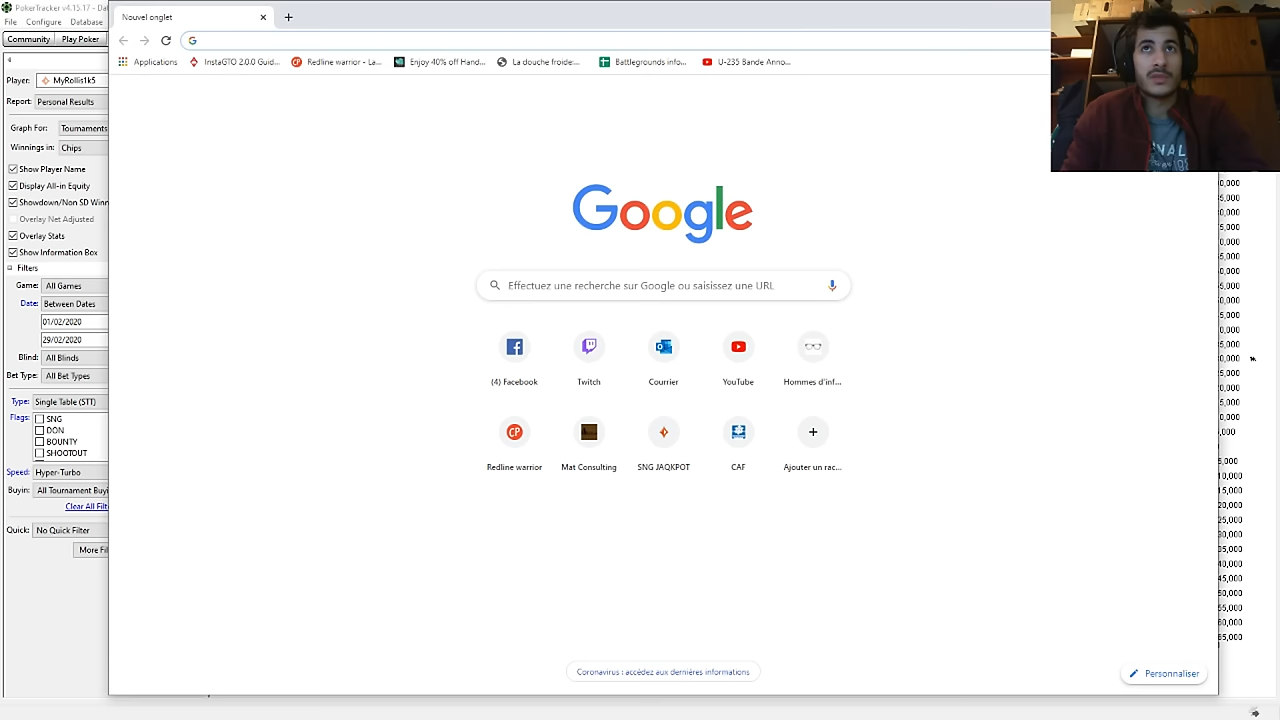 PokerTracker v4.15.17 - Dat
File Configure Database
Community Play Poker
Player: MyRollis1k5
Report: Personal Results
Graph For: Tournaments
Winnings in: Chips
Show Player Name
Display All-in Equity
Showdown/Non SD Winn
Overlay Net Adjusted
Overlay Stats
Show Information Box
Filters
Game: All Games
Date: Between Dates
01/02/2020
29/02/2020
Blind: All Blinds
Bet Type: All Bet Types
Type: Single Table (STT)
Flags: SNG
DON
BOUNTY
SHOOTOUT
Speed: Hyper-Turbo
Buyin: All Tournament Buyi
Clear All Filt
Quick: No Quick Filter
More Fil
Nouvel onglet
Applications InstaGTO 2.0.0 Guid... Redline warrior - La... Enjoy 40% off Hand... La douche froide:... Battlegrounds info... U-235 Bande Anno...
Google
Effectuez une recherche sur Google ou saisissez une URL
(4) Facebook Twitch Courrier YouTube Hommes d'inf...
CP
Redline warrior Mat Consulting SNG JAQKPOT CAF Ajouter un rac...
Coronavirus : accédez aux dernières informations
Personnaliser